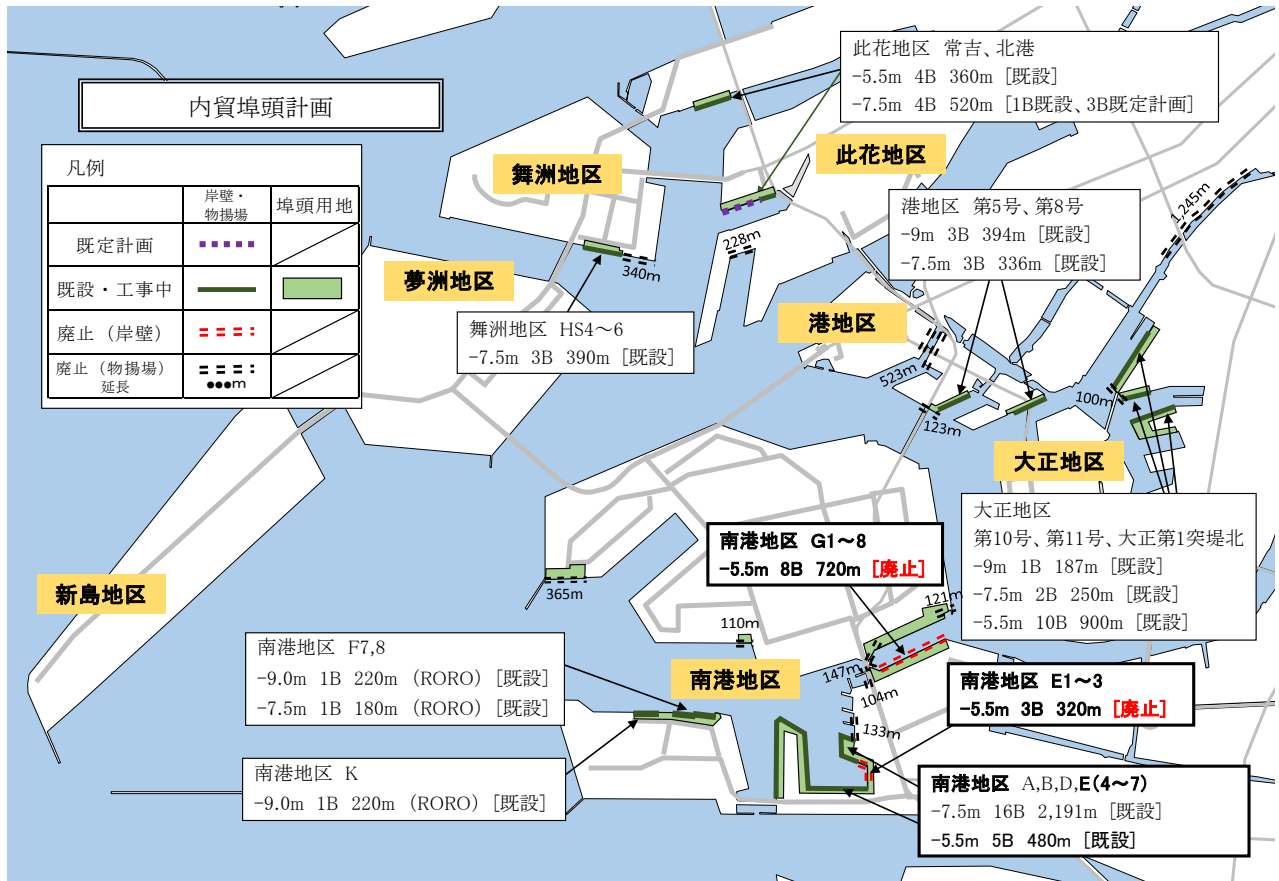 内貿埠頭計画
凡例
岸壁・
物揚場
埠頭用地
既定計画
既設・工事中
廃止（岸壁）
廃止（物揚場）
延長
●●●m
此花地区 常吉、北港
-5.5m 4B 360m [既設]
-7.5m 4B 520m [1B既設、3B既定計画]
舞洲地区
此花地区
港地区 第5号、第8号
-9m 3B 394m [既設]
-7.5m 3B 336m [既設]
1,245m
228m
340m
夢洲地区
舞洲地区 HS4～6
-7.5m 3B 390m [既設]
港地区
523m
123m
100m
大正地区
大正地区
第10号、第11号、大正第1突堤北
-9m 1B 187m [既設]
-7.5m 2B 250m [既設]
-5.5m 10B 900m [既設]
南港地区 G1～8
-5.5m 8B 720m [廃止]
新島地区
365m
110m
121m
147m
104m
133m
南港地区
南港地区 F7,8
-9.0m 1B 220m (RORO) [既設]
-7.5m 1B 180m (RORO) [既設]
南港地区 E1～3
-5.5m 3B 320m [廃止]
南港地区 K
-9.0m 1B 220m (RORO) [既設]
南港地区 A,B,D,E(4～7)
-7.5m 16B 2,191m [既設]
-5.5m 5B 480m [既設]